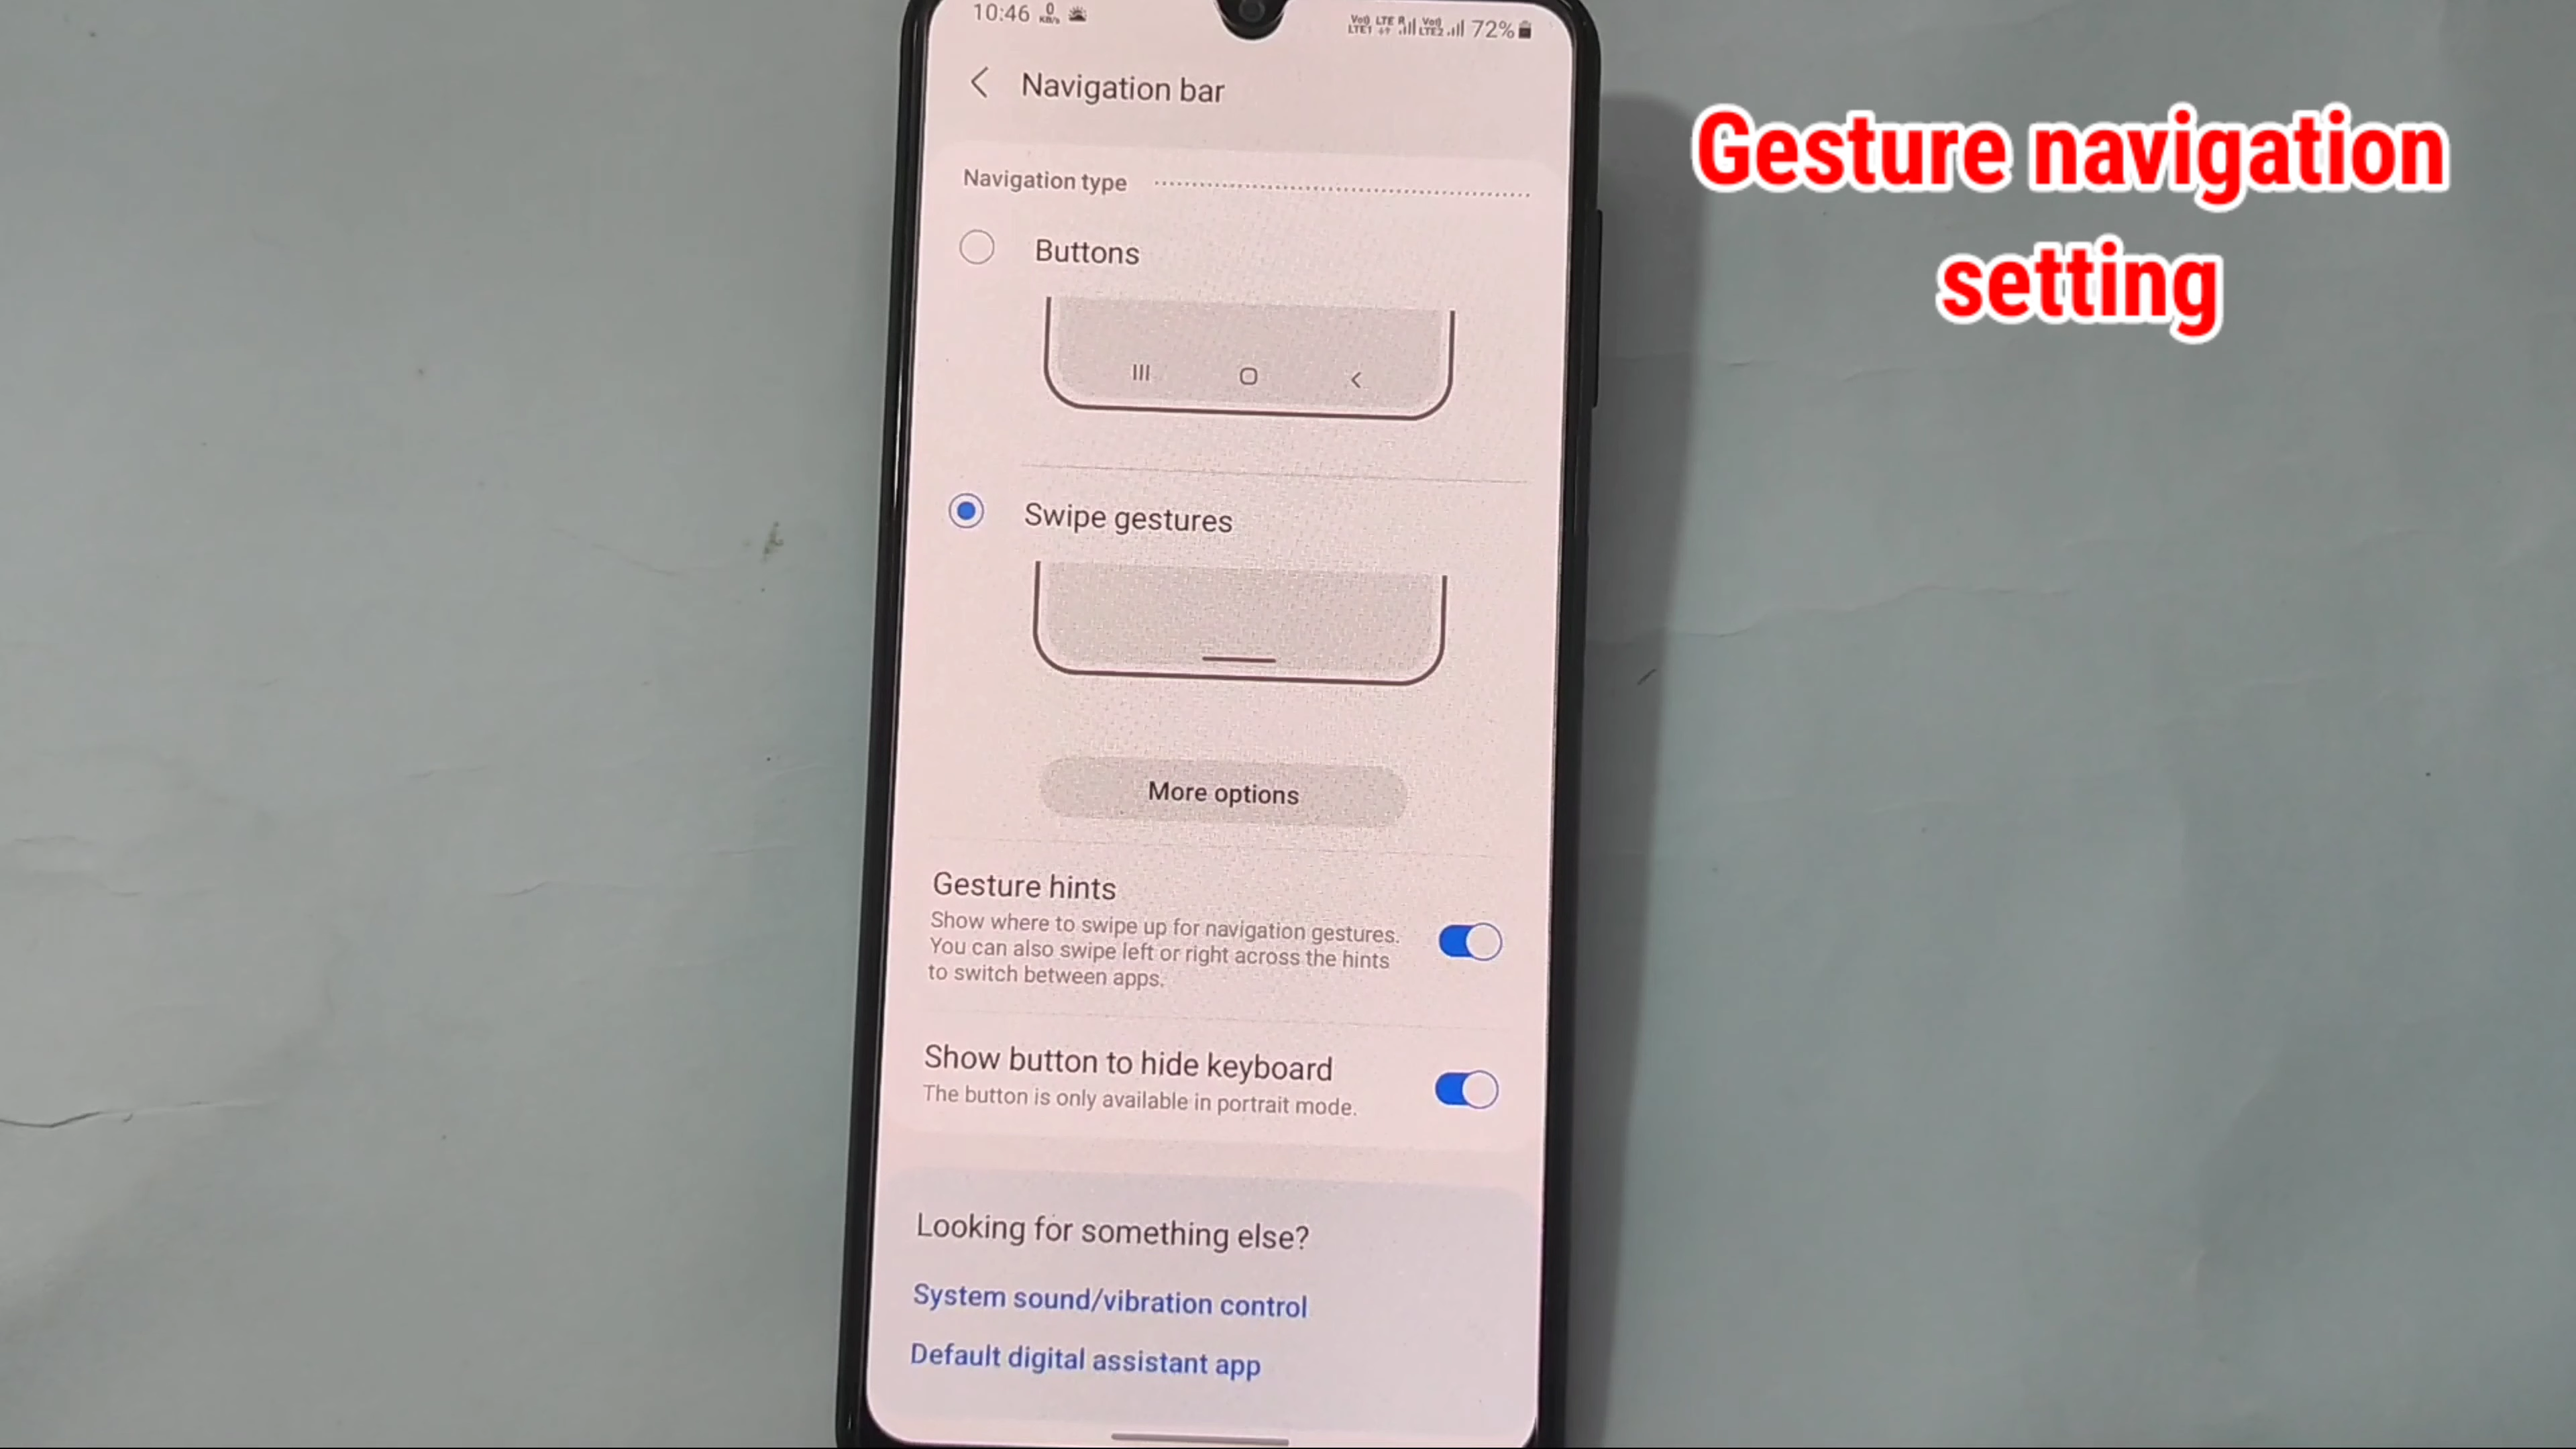 10:46 0 KB/s
72%
Navigation bar
Gesture navigation
setting
Navigation type
Buttons
Swipe gestures
More options
Gesture hints
Show where to swipe up for navigation gestures.
You can also swipe left or right across the hints
to switch between apps.
Show button to hide keyboard
The button is only available in portrait mode.
Looking for something else?
System sound/vibration control
Default digital assistant app